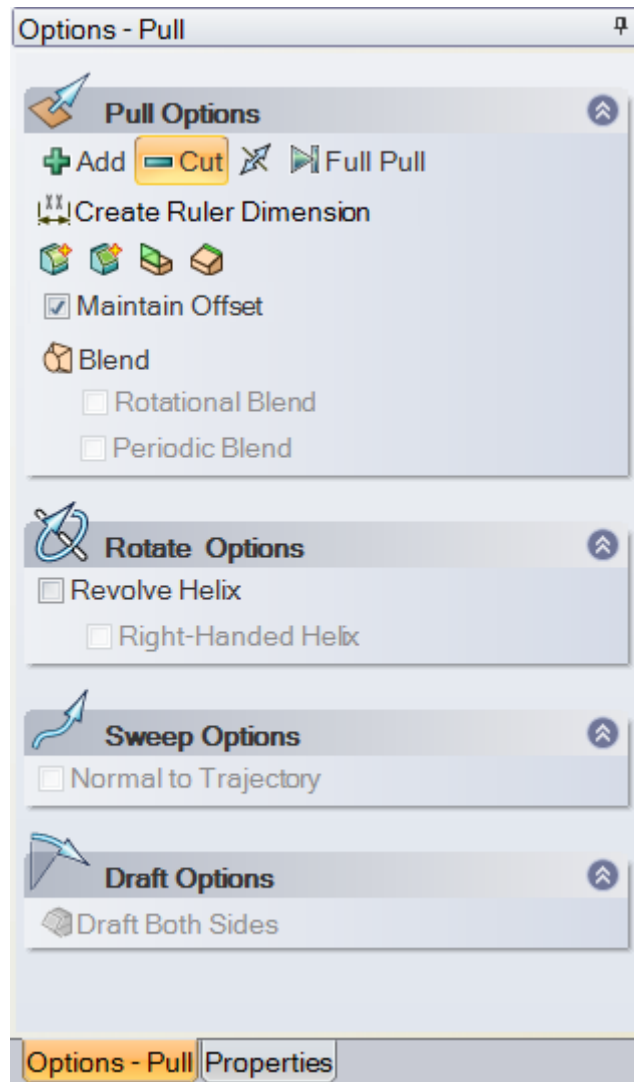 Options - Pull
Pull Options
Add Cut Full Pull
XX Create Ruler Dimension
Maintain Offset
Blend
Rotational Blend
Periodic Blend
Rotate Options
Revolve Helix
Right-Handed Helix
Sweep Options
Normal to Trajectory
Draft Options
Draft Both Sides
Options - Pull Properties